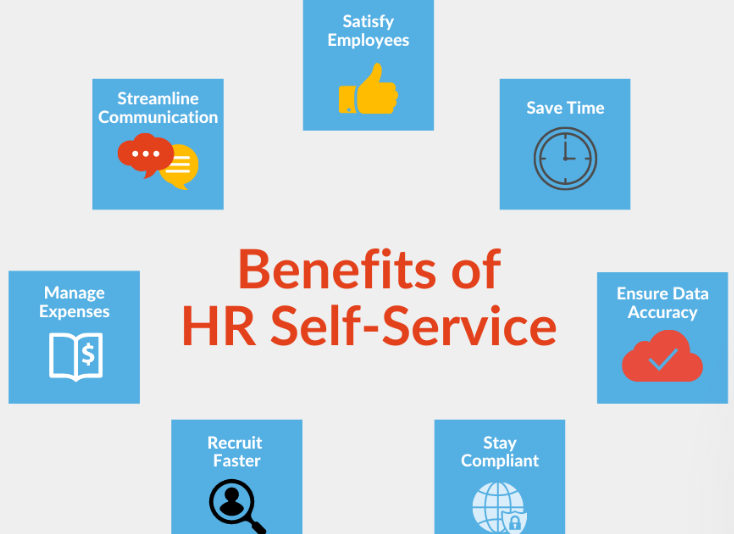 Satisfy
Employees
Streamline
Communication
Save Time
Benefits of
HR Self-Service
Manage
Expenses
$
Ensure Data
Accuracy
Recruit
Faster
Stay
Compliant